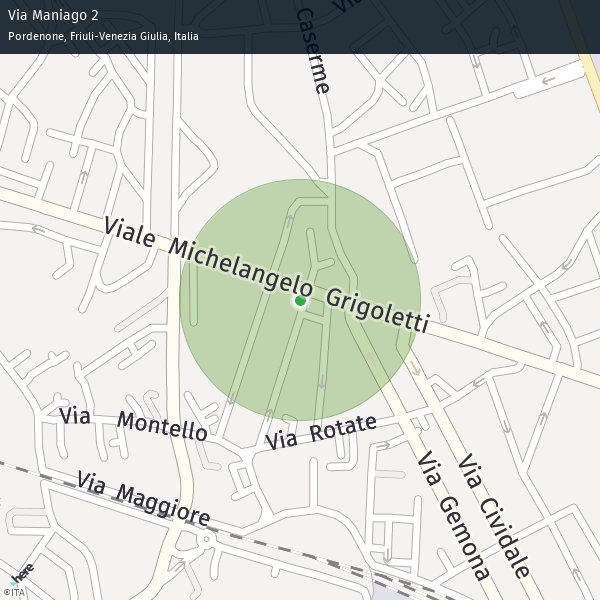 Via Maniago 2
Pordenone, Friuli-Venezia Giulia, Italia
Caserme
Viale Michelangelo Grigoletti
Via Montello
Via Rotate
Via Maggiore
Via Gemona
Via Cividale
here
©ITA